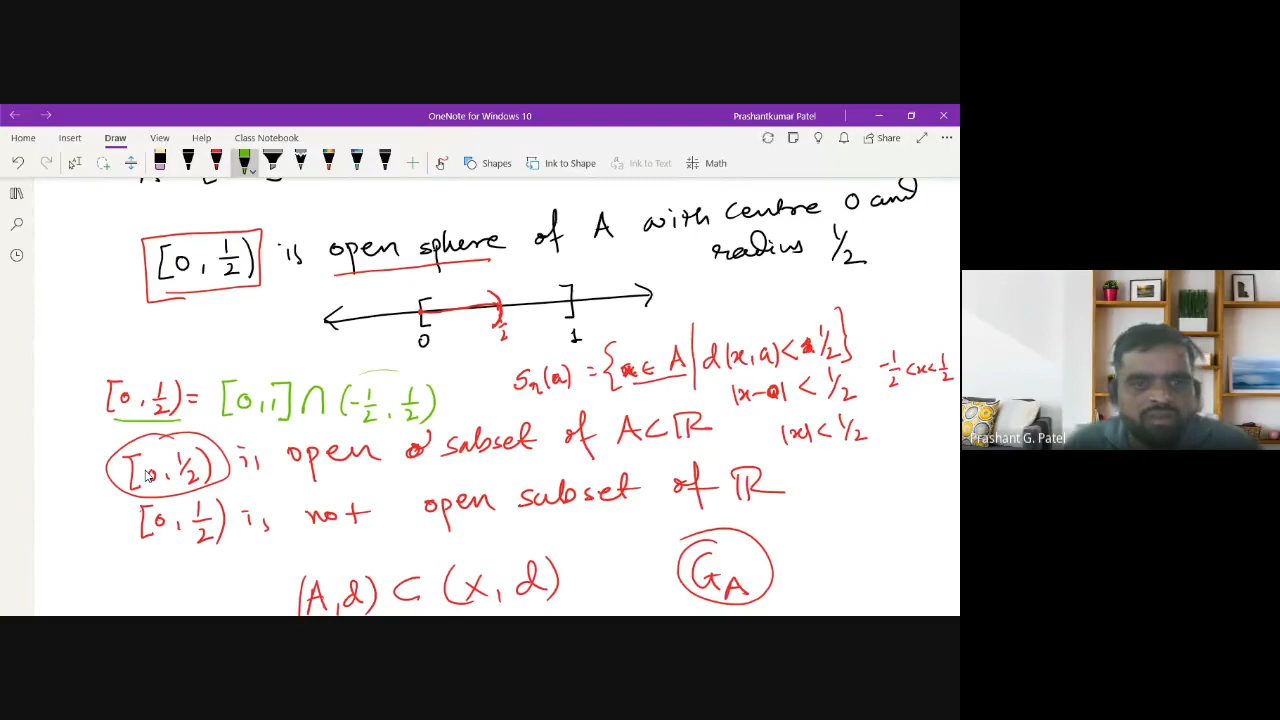 OneNote for Windows 10
Prashantkumar Patel
Home Insert Draw View Help Class Notebook
Share
Shapes Ink to Shape Ink to Text Math
[0, 1/2) is open sphere of A with centre 0 and
radius 1/2
0 1/2 1
Sr(a) = {x ∈ A | d(x,a) < 1/2}
|x-0| < 1/2
-1/2 < x < 1/2
|x| < 1/2
[0, 1/2) = [0,1] ∩ (-1/2, 1/2)
[0, 1/2) is open subset of A⊂ℝ
[0, 1/2) is not open subset of ℝ
(A,d) ⊂ (X,d)
G_A
Prashant G. Patel